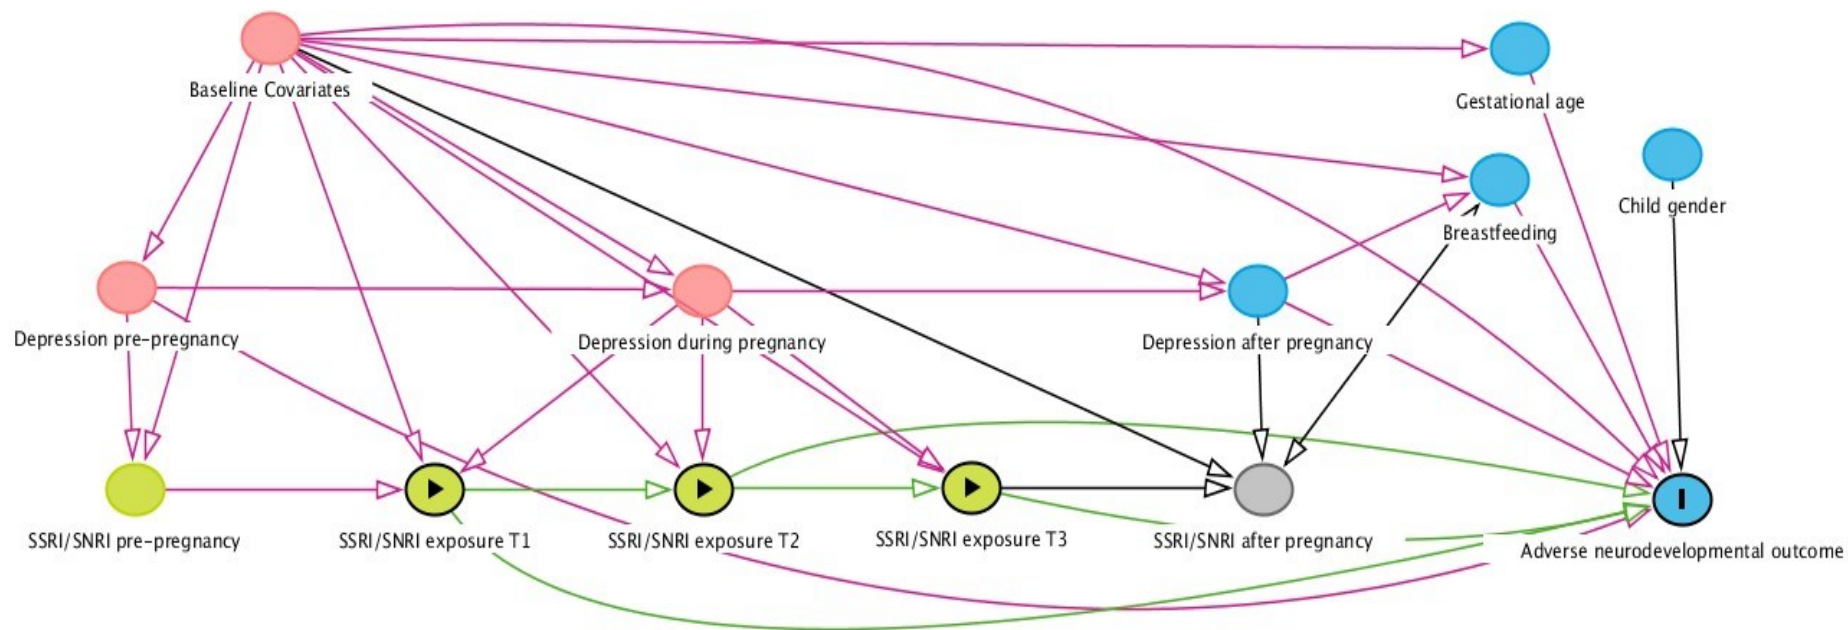 Baseline Covariates
Gestational age
Child gender
Breastfeeding
Depression pre-pregnancy
Depression during pregnancy
Depression after pregnancy
SSRI/SNRI pre-pregnancy
SSRI/SNRI exposure T1
SSRI/SNRI exposure T2
SSRI/SNRI exposure T3
SSRI/SNRI after pregnancy
Adverse neurodevelopmental outcome